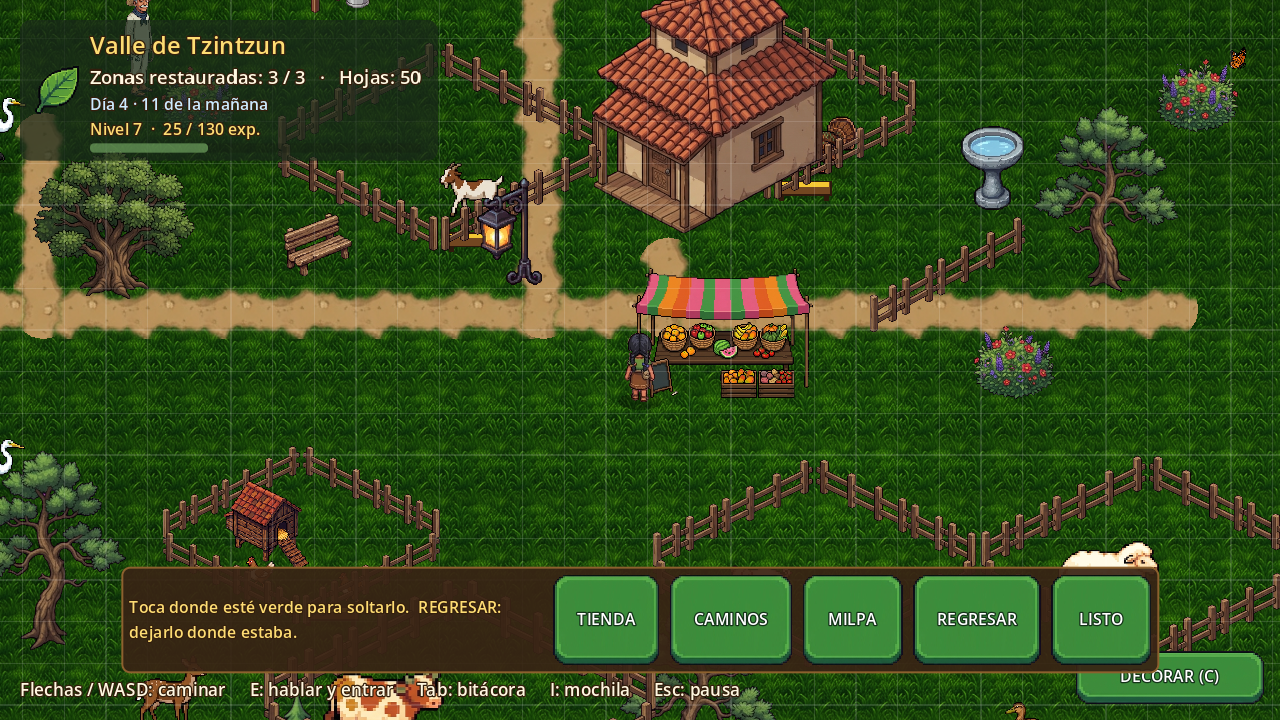 Valle de Tzintzun
Zonas restauradas: 3 / 3 · Hojas: 50
Día 4 · 11 de la mañana
Nivel 7 · 25 / 130 exp.
Toca donde esté verde para soltarlo. REGRESAR:
dejarlo donde estaba.
TIENDA
CAMINOS
MILPA
REGRESAR
LISTO
DECORAR (C)
Flechas / WASD: caminar E: hablar y entrar Tab: bitácora I: mochila Esc: pausa